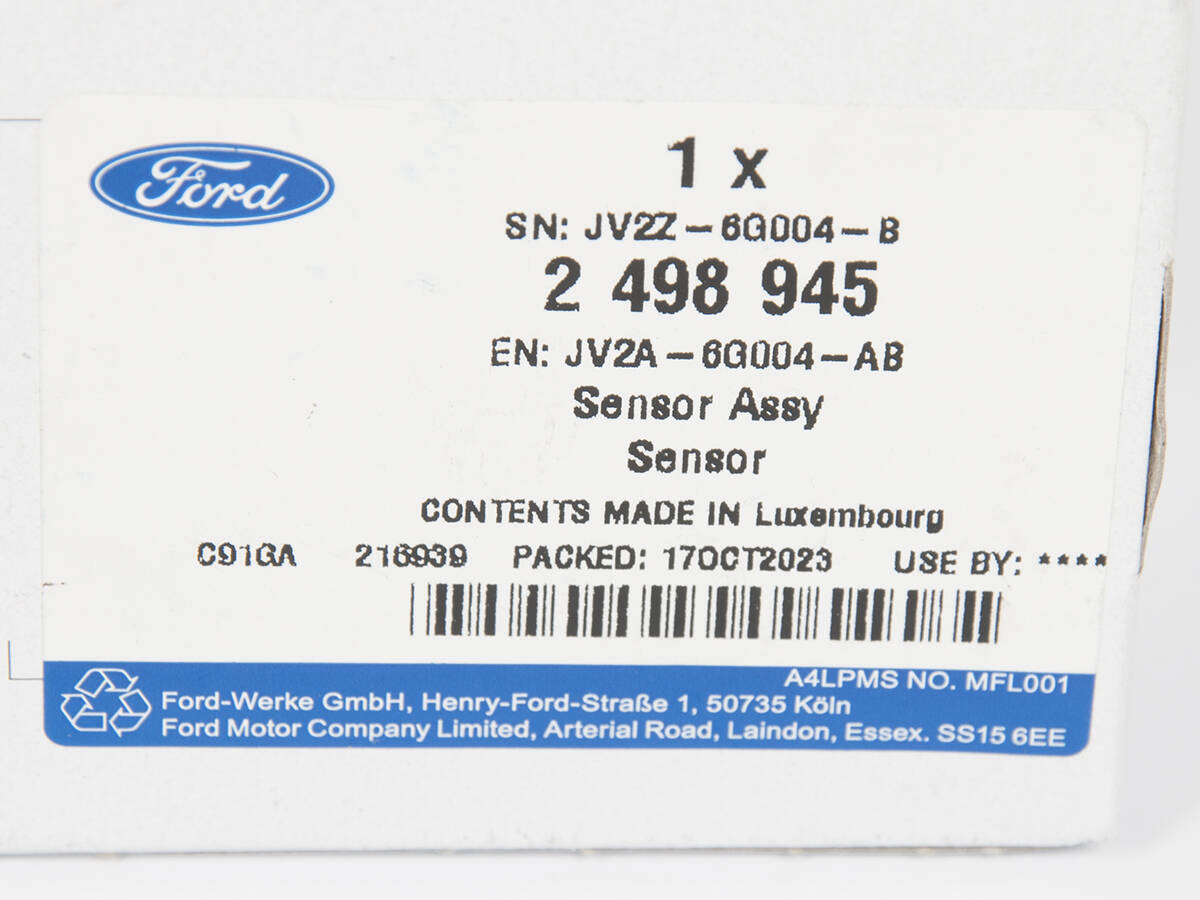 Ford
1 x
SN: JV2Z-6G004-B
2 498 945
EN: JV2A-6G004-AB
Sensor Assy
Sensor
CONTENTS MADE IN Luxembourg
C91GA 216939 PACKED: 17OCT2023 USE BY: ****
A4LPMS NO. MFL001
Ford-Werke GmbH, Henry-Ford-Straße 1, 50735 Köln
Ford Motor Company Limited, Arterial Road, Laindon, Essex. SS15 6EE